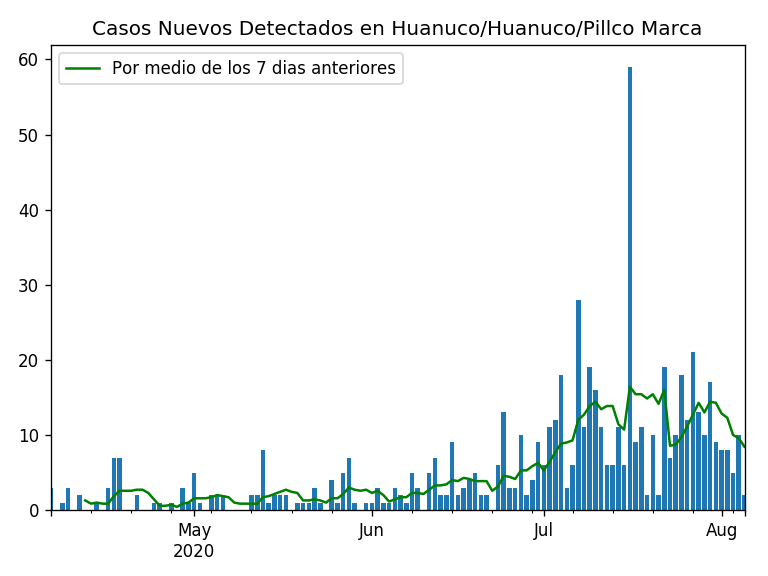 Casos Nuevos Detectados en Huanuco/Huanuco/Pillco Marca
Por medio de los 7 dias anteriores
60
50
40
30
20
10
0
May
2020
Jun
Jul
Aug